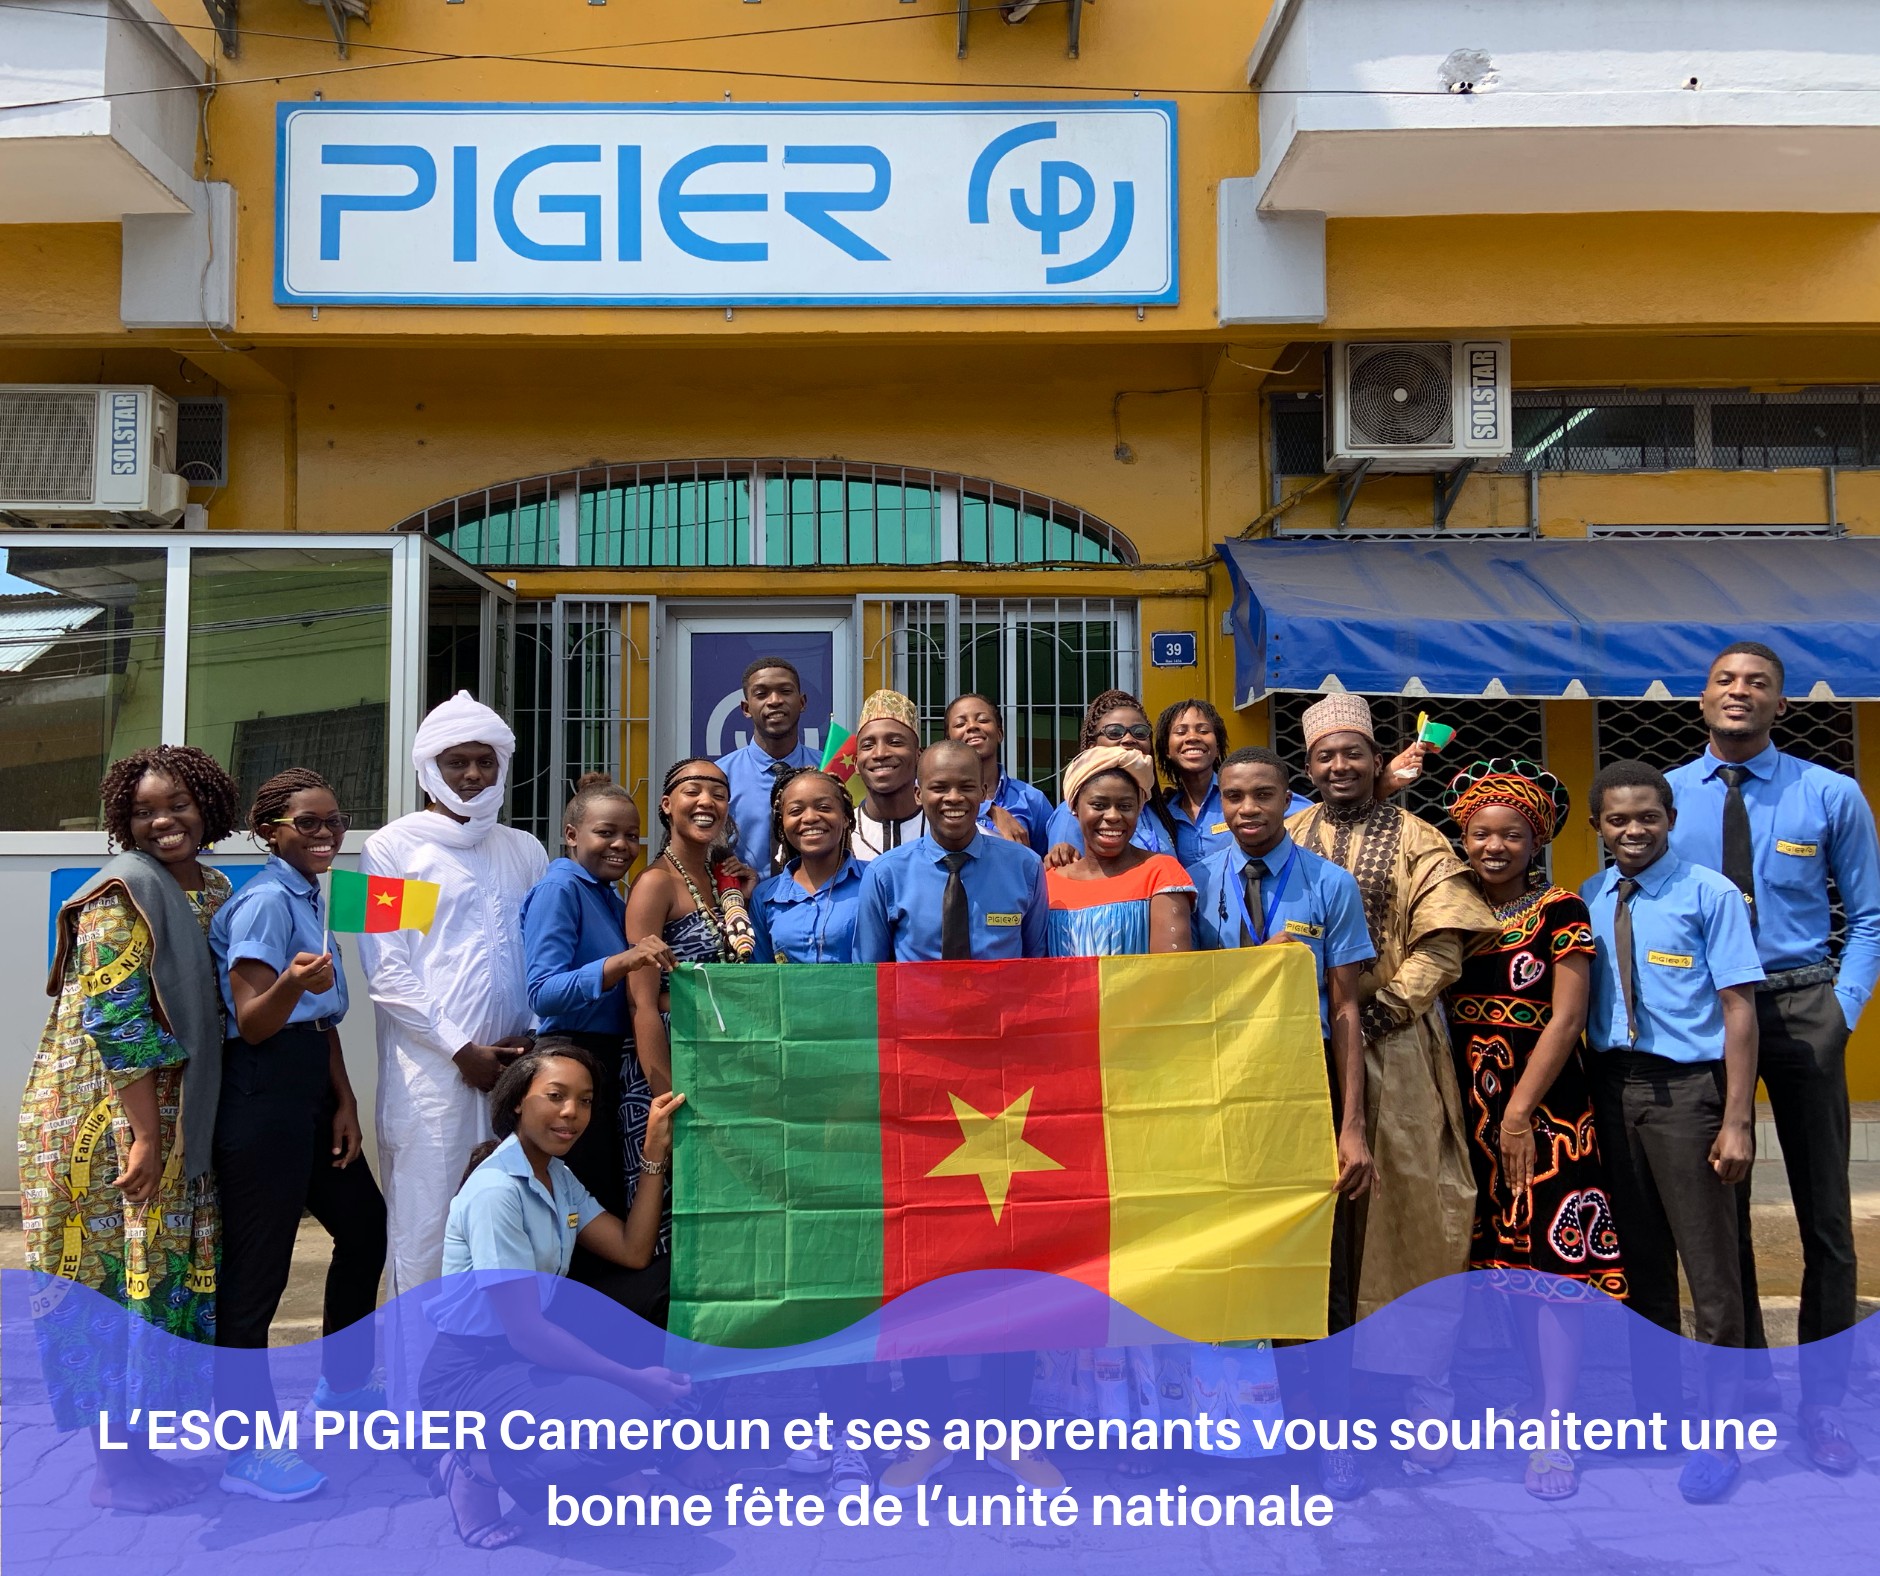 PIGIER
SOLSTAR
SOLSTAR
39
PIGIER
PIGIER
PIGIER
Famille
L’ESCM PIGIER Cameroun et ses apprenants vous souhaitent une
bonne fête de l’unité nationale